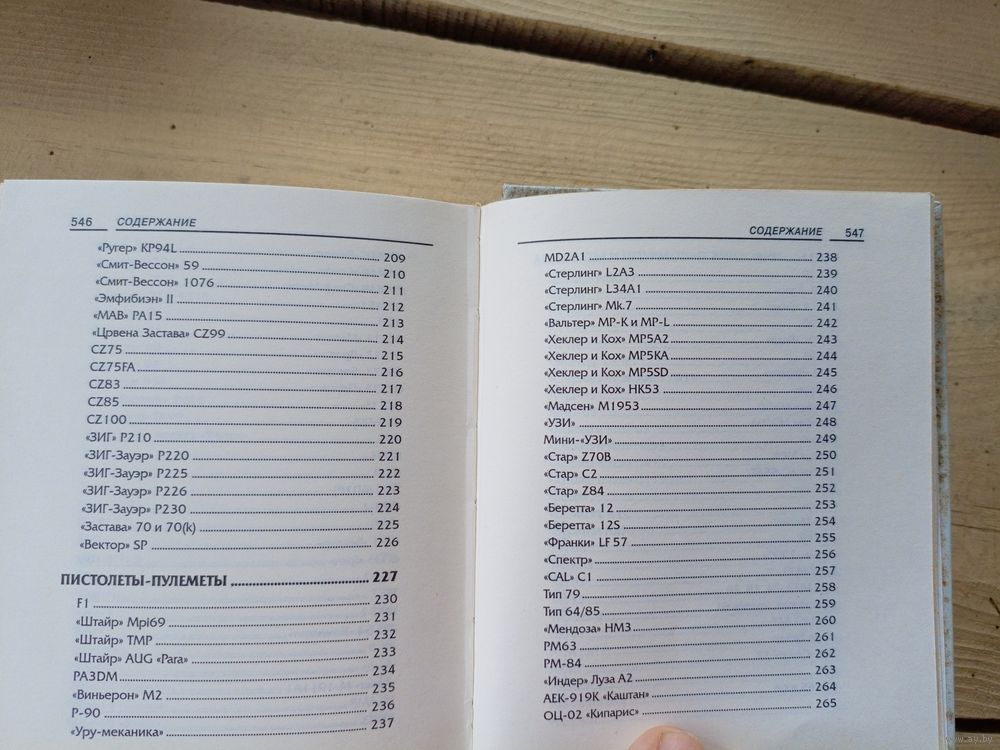 546 СОДЕРЖАНИЕ
«Ругер» KP94L 209
«Смит-Вессон» 59 210
«Смит-Вессон» 1076 211
«Эмфибиэн» II 212
«МАВ» РА15 213
«Црвена Застава» CZ99 214
CZ75 215
CZ75FA 216
CZ83 217
CZ85 218
CZ100 219
«ЗИГ» P210 220
«ЗИГ-Зауэр» P220 221
«ЗИГ-Зауэр» P225 222
«ЗИГ-Зауэр» P226 223
«ЗИГ-Зауэр» P230 224
«Застава» 70 и 70(k) 225
«Вектор» SP 226
ПИСТОЛЕТЫ-ПУЛЕМЕТЫ 227
F1 230
«Штайр» Mpi69 231
«Штайр» TMP 232
«Штайр» AUG «Para» 233
PA3DM 234
«Виньерон» M2 235
P-90 236
«Уру-механика» 237
СОДЕРЖАНИЕ 547
MD2A1 238
«Стерлинг» L2A3 239
«Стерлинг» L34A1 240
«Стерлинг» Mk.7 241
«Вальтер» MP-K и MP-L 242
«Хеклер и Кох» MP5A2 243
«Хеклер и Кох» MP5KA 244
«Хеклер и Кох» MP5SD 245
«Хеклер и Кох» HK53 246
«Мадсен» M1953 247
«УЗИ» 248
Мини-«УЗИ» 249
«Стар» Z70B 250
«Стар» C2 251
«Стар» Z84 252
«Беретта» 12 253
«Беретта» 12S 254
«Франки» LF 57 255
«Спектр» 256
«CAL» C1 257
Тип 79 258
Тип 64/85 259
«Мендоза» HM3 260
PM63 261
PM-84 262
«Индер» Луза A2 263
АЕК-919К «Каштан» 264
ОЦ-02 «Кипарис» 265
www.ay.by